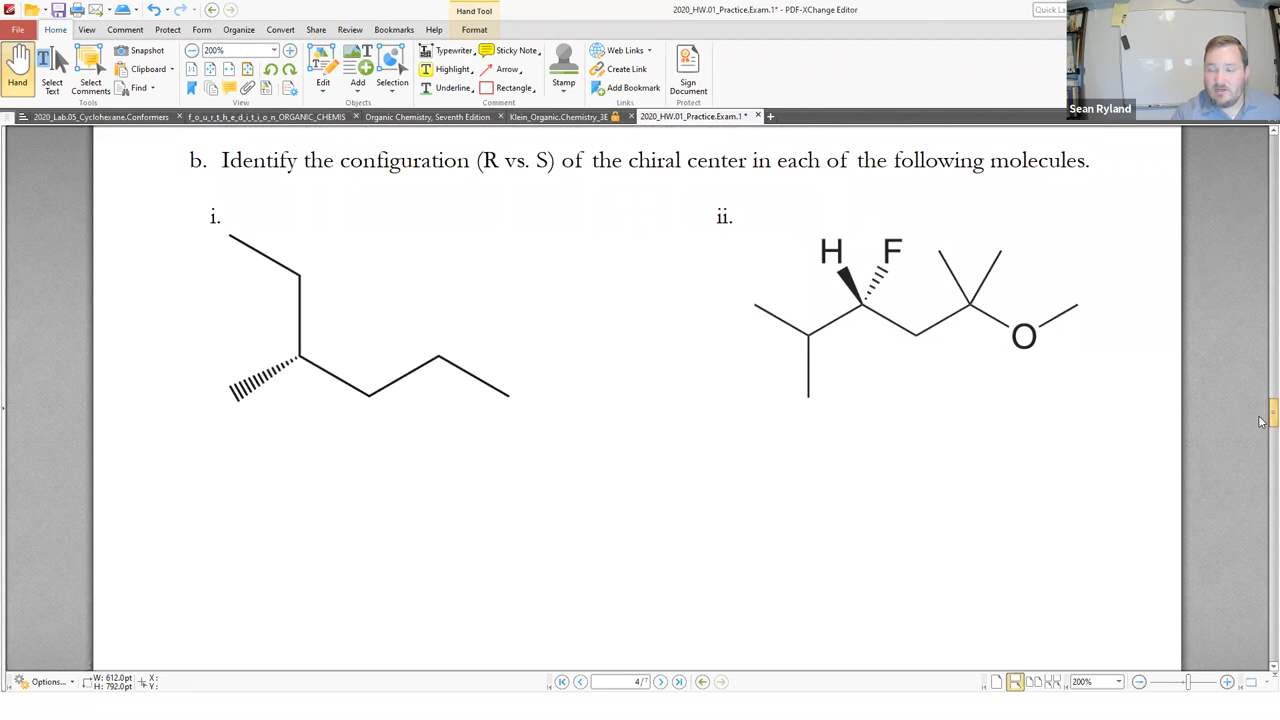 Hand Tool
2020_HW.01_Practice.Exam.1* - PDF-XChange Editor
Quick La
File Home View Comment Protect Form Organize Convert Share Review Bookmarks Help Format
Hand
Select Text
Select Comments
Snapshot
Clipboard
Find
Tools
200%
View
Edit
Add
Selection
Objects
Typewriter
Highlight
Underline
Sticky Note
Arrow
Rectangle
Comment
Stamp
Web Links
Create Link
Add Bookmark
Links
Sign Document
Protect
Sean Ryland
2020_Lab.05_Cyclohexane.Conformers
f_o_u_r_t_h_e_d_i_t_i_o_n_ORGANIC_CHEMIS
Organic Chemistry, Seventh Edition
Klein_Organic.Chemistry_3E
2020_HW.01_Practice.Exam.1 *
b. Identify the configuration (R vs. S) of the chiral center in each of the following molecules.
i.
ii.
H F
O
Options...
W: 612.0pt
H: 792.0pt
X:
Y:
4/7
200%